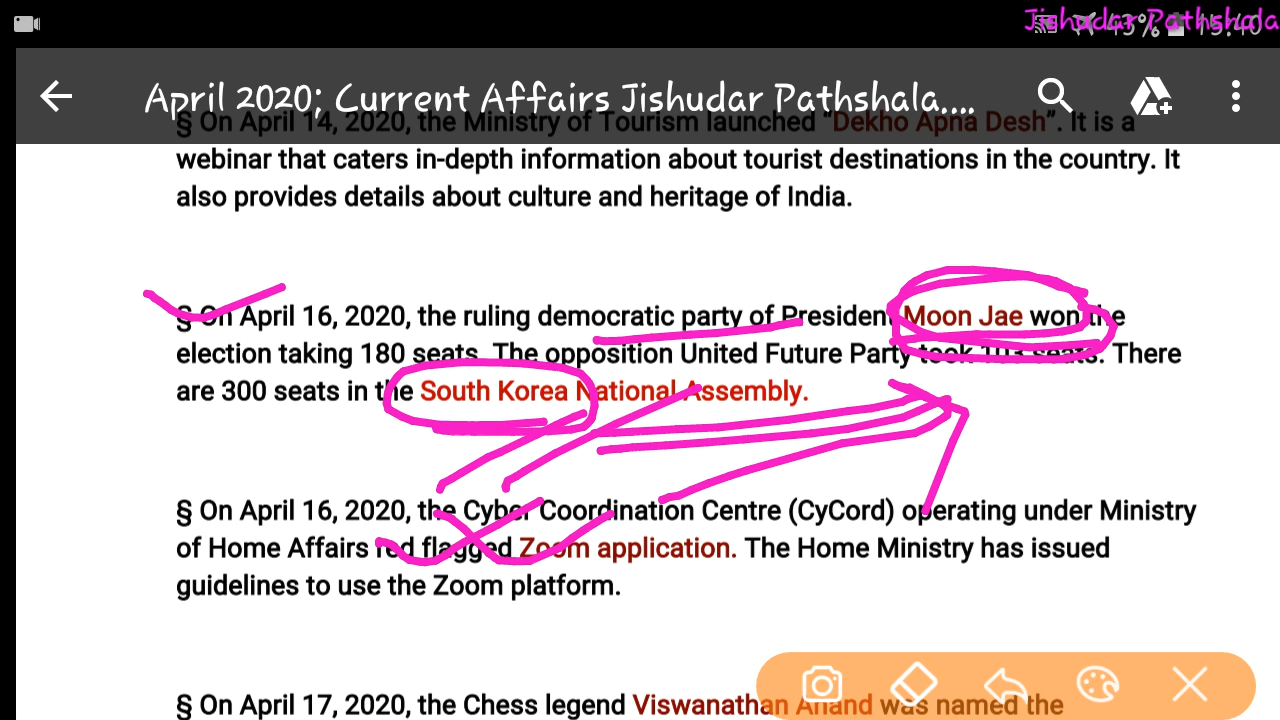 Jishudar Pathshala
43% 15:40
April 2020; Current Affairs Jishudar Pathshala....
§ On April 14, 2020, the Ministry of Tourism launched "Dekho Apna Desh". It is a
webinar that caters in-depth information about tourist destinations in the country. It
also provides details about culture and heritage of India.
§ On April 16, 2020, the ruling democratic party of President Moon Jae won the
election taking 180 seats. The opposition United Future Party took 103 seats. There
are 300 seats in the South Korea National Assembly.
§ On April 16, 2020, the Cyber Coordination Centre (CyCord) operating under Ministry
of Home Affairs red flagged Zoom application. The Home Ministry has issued
guidelines to use the Zoom platform.
§ On April 17, 2020, the Chess legend Viswanathan Anand was named the